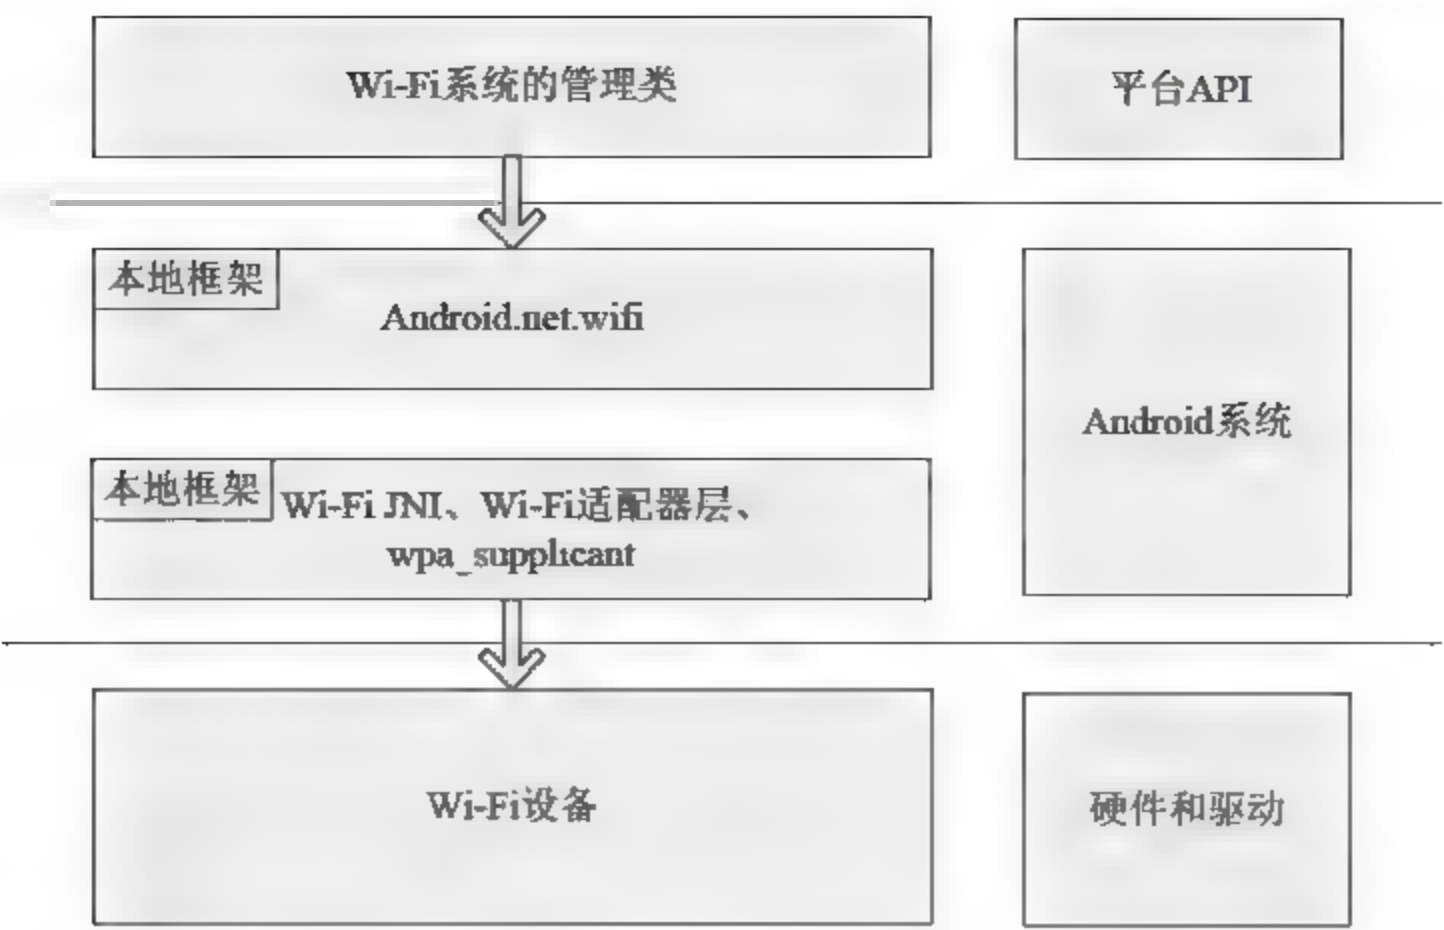 Wi-Fi系统的管理类
平台API
本地框架
Android.net.wifi
Android系统
本地框架
Wi-Fi JNI、Wi-Fi适配器层、
wpa_supplicant
Wi-Fi设备
硬件和驱动